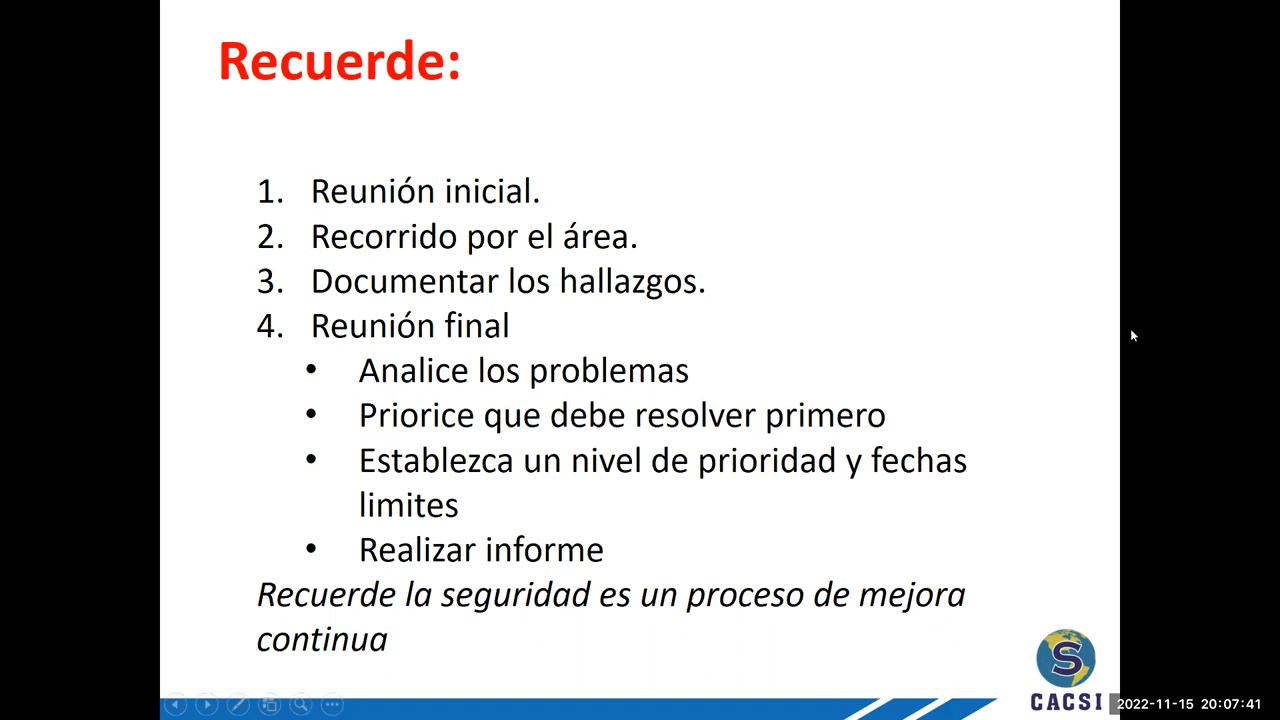 Recuerde:
1. Reunión inicial.
2. Recorrido por el área.
3. Documentar los hallazgos.
4. Reunión final
• Analice los problemas
• Priorice que debe resolver primero
• Establezca un nivel de prioridad y fechas
limites
• Realizar informe
Recuerde la seguridad es un proceso de mejora
continua
S
CACSI
2022-11-15 20:07:41